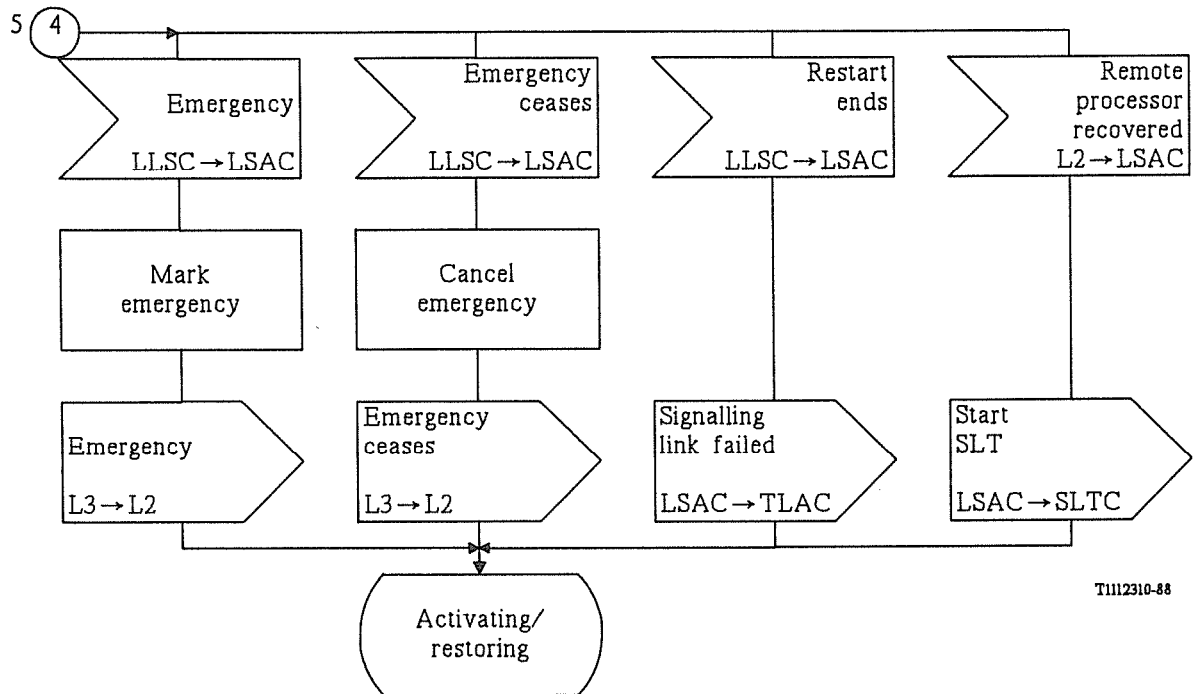 5 4
Emergency
LLSC → LSAC
Emergency
ceases
LLSC → LSAC
Restart
ends
LLSC → LSAC
Remote
processor
recovered
L2 → LSAC
Mark
emergency
Cancel
emergency
Emergency
L3 → L2
Emergency
ceases
L3 → L2
Signalling
link failed
LSAC → TLAC
Start
SLT
LSAC → SLTC
T1112310-88
Activating/
restoring